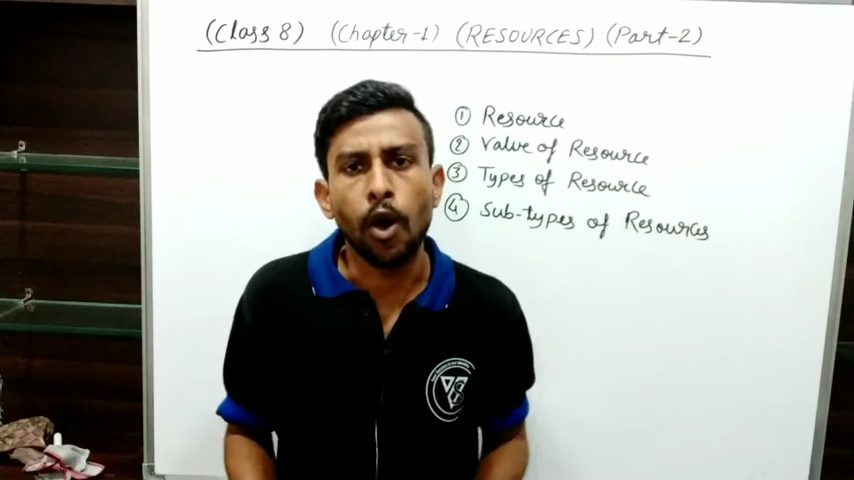 (Class 8) (Chapter-1) (RESOURCES) (Part-2)
① Resource
② Value of Resource
③ Types of Resource
④ Sub-types of Resources